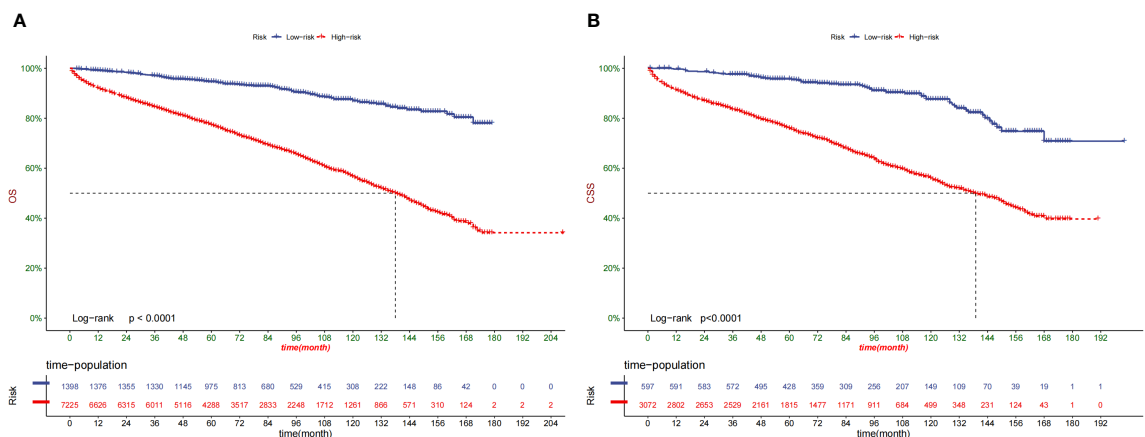 A
Risk Low-risk High-risk
100%
80%
60%
40%
20%
0%
OS
Log-rank p < 0.0001
0 12 24 36 48 60 72 84 96 108 120 132 144 156 168 180 192 204
time(month)
time-population
Risk
1398 1376 1355 1330 1145 975 813 680 529 415 308 222 148 86 42 0 0 0
7225 6626 6315 6011 5116 4288 3517 2833 2248 1712 1261 866 571 310 124 2 2 2
0 12 24 36 48 60 72 84 96 108 120 132 144 156 168 180 192 204
time(month)
B
Risk Low-risk High-risk
100%
80%
60%
40%
20%
0%
CSS
Log-rank p<0.0001
0 12 24 36 48 60 72 84 96 108 120 132 144 156 168 180 192
time(month)
time-population
Risk
597 591 583 572 495 428 359 309 256 207 149 109 70 39 19 1 1
3072 2802 2653 2529 2161 1815 1477 1171 911 684 499 348 231 124 43 1 0
0 12 24 36 48 60 72 84 96 108 120 132 144 156 168 180 192
time(month)